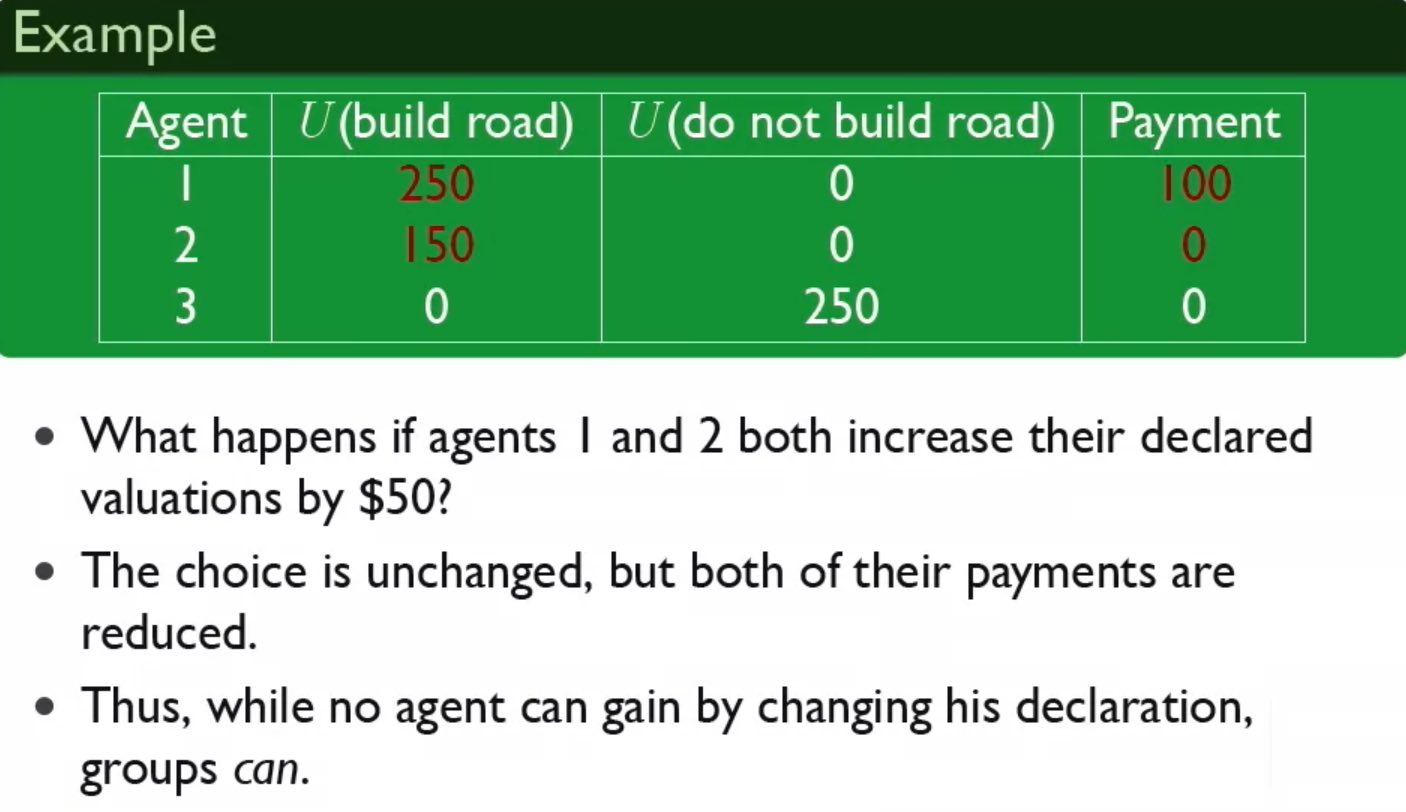 Example
Agent U(build road) U(do not build road) Payment
1 250 0 100
2 150 0 0
3 0 250 0
• What happens if agents 1 and 2 both increase their declared
valuations by $50?
• The choice is unchanged, but both of their payments are
reduced.
• Thus, while no agent can gain by changing his declaration,
groups can.